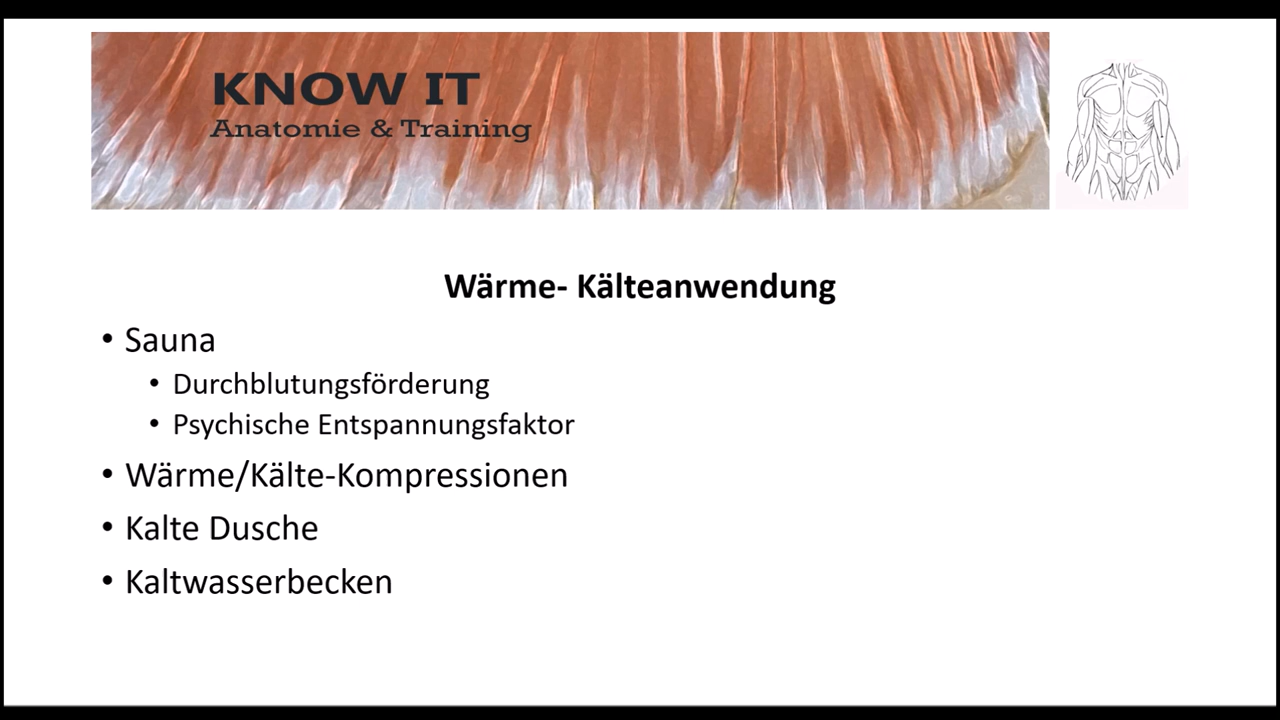 KNOW IT
Anatomie & Training
Wärme- Kälteanwendung
• Sauna
• Durchblutungsförderung
• Psychische Entspannungsfaktor
• Wärme/Kälte-Kompressionen
• Kalte Dusche
• Kaltwasserbecken